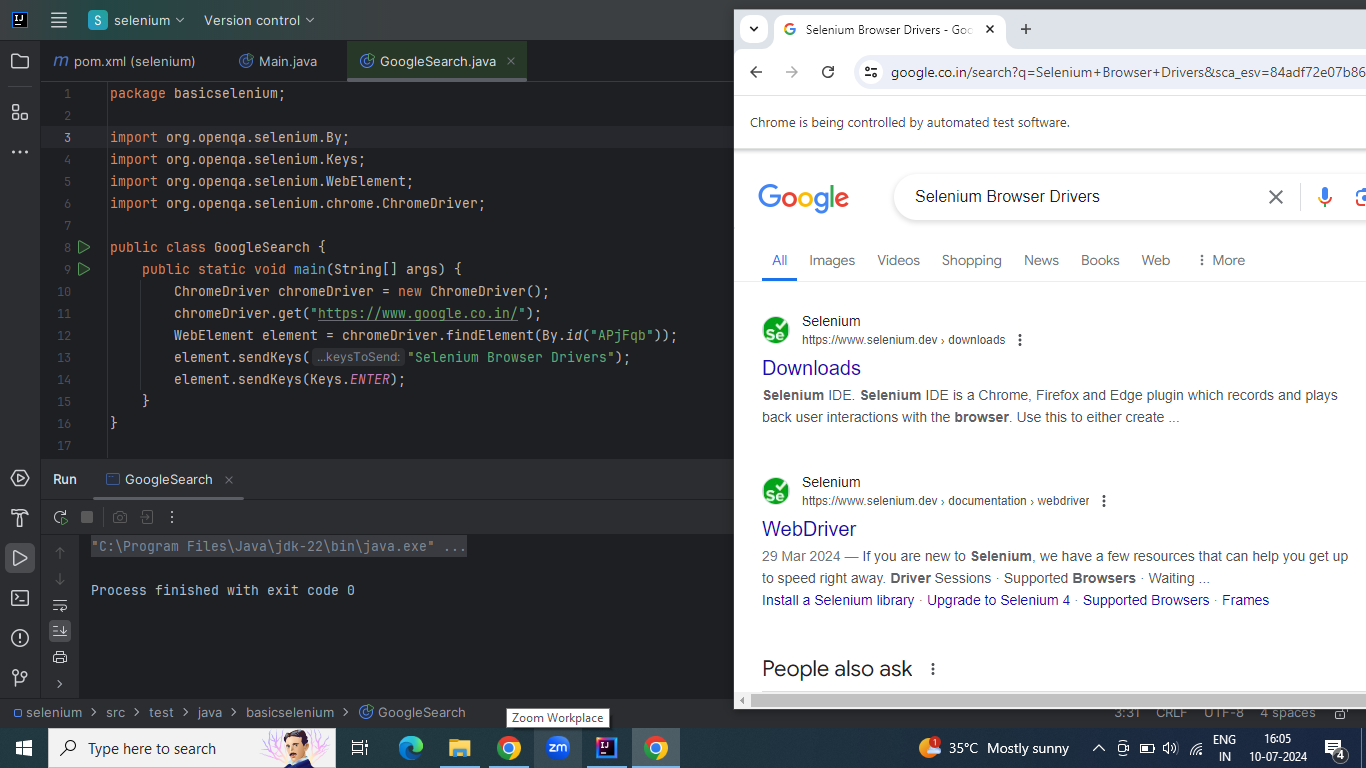 selenium
Version control
pom.xml (selenium)
Main.java
GoogleSearch.java
1 package basicselenium;
2
3 import org.openqa.selenium.By;
4 import org.openqa.selenium.Keys;
5 import org.openqa.selenium.WebElement;
6 import org.openqa.selenium.chrome.ChromeDriver;
7
8 public class GoogleSearch {
9 public static void main(String[] args) {
10 ChromeDriver chromeDriver = new ChromeDriver();
11 chromeDriver.get("https://www.google.co.in/");
12 WebElement element = chromeDriver.findElement(By.id("APjFqb"));
13 element.sendKeys( ...keysToSend: "Selenium Browser Drivers");
14 element.sendKeys(Keys.ENTER);
15 }
16 }
17
Run
GoogleSearch
"C:\Program Files\Java\jdk-22\bin\java.exe" ...
Process finished with exit code 0
selenium > src > test > java > basicselenium > GoogleSearch
3:31 CRLF UTF-8 4 spaces
Selenium Browser Drivers - Goo
google.co.in/search?q=Selenium+Browser+Drivers&sca_esv=84adf72e07b86
Chrome is being controlled by automated test software.
Google
Selenium Browser Drivers
All Images Videos Shopping News Books Web More
Selenium
https://www.selenium.dev › downloads
Downloads
Selenium IDE. Selenium IDE is a Chrome, Firefox and Edge plugin which records and plays
back user interactions with the browser. Use this to either create ...
Selenium
https://www.selenium.dev › documentation › webdriver
WebDriver
29 Mar 2024 — If you are new to Selenium, we have a few resources that can help you get up
to speed right away. Driver Sessions · Supported Browsers · Waiting ...
Install a Selenium library · Upgrade to Selenium 4 · Supported Browsers · Frames
People also ask
Zoom Workplace
Type here to search
zm
1
35°C Mostly sunny
ENG
IN
16:05
10-07-2024
4